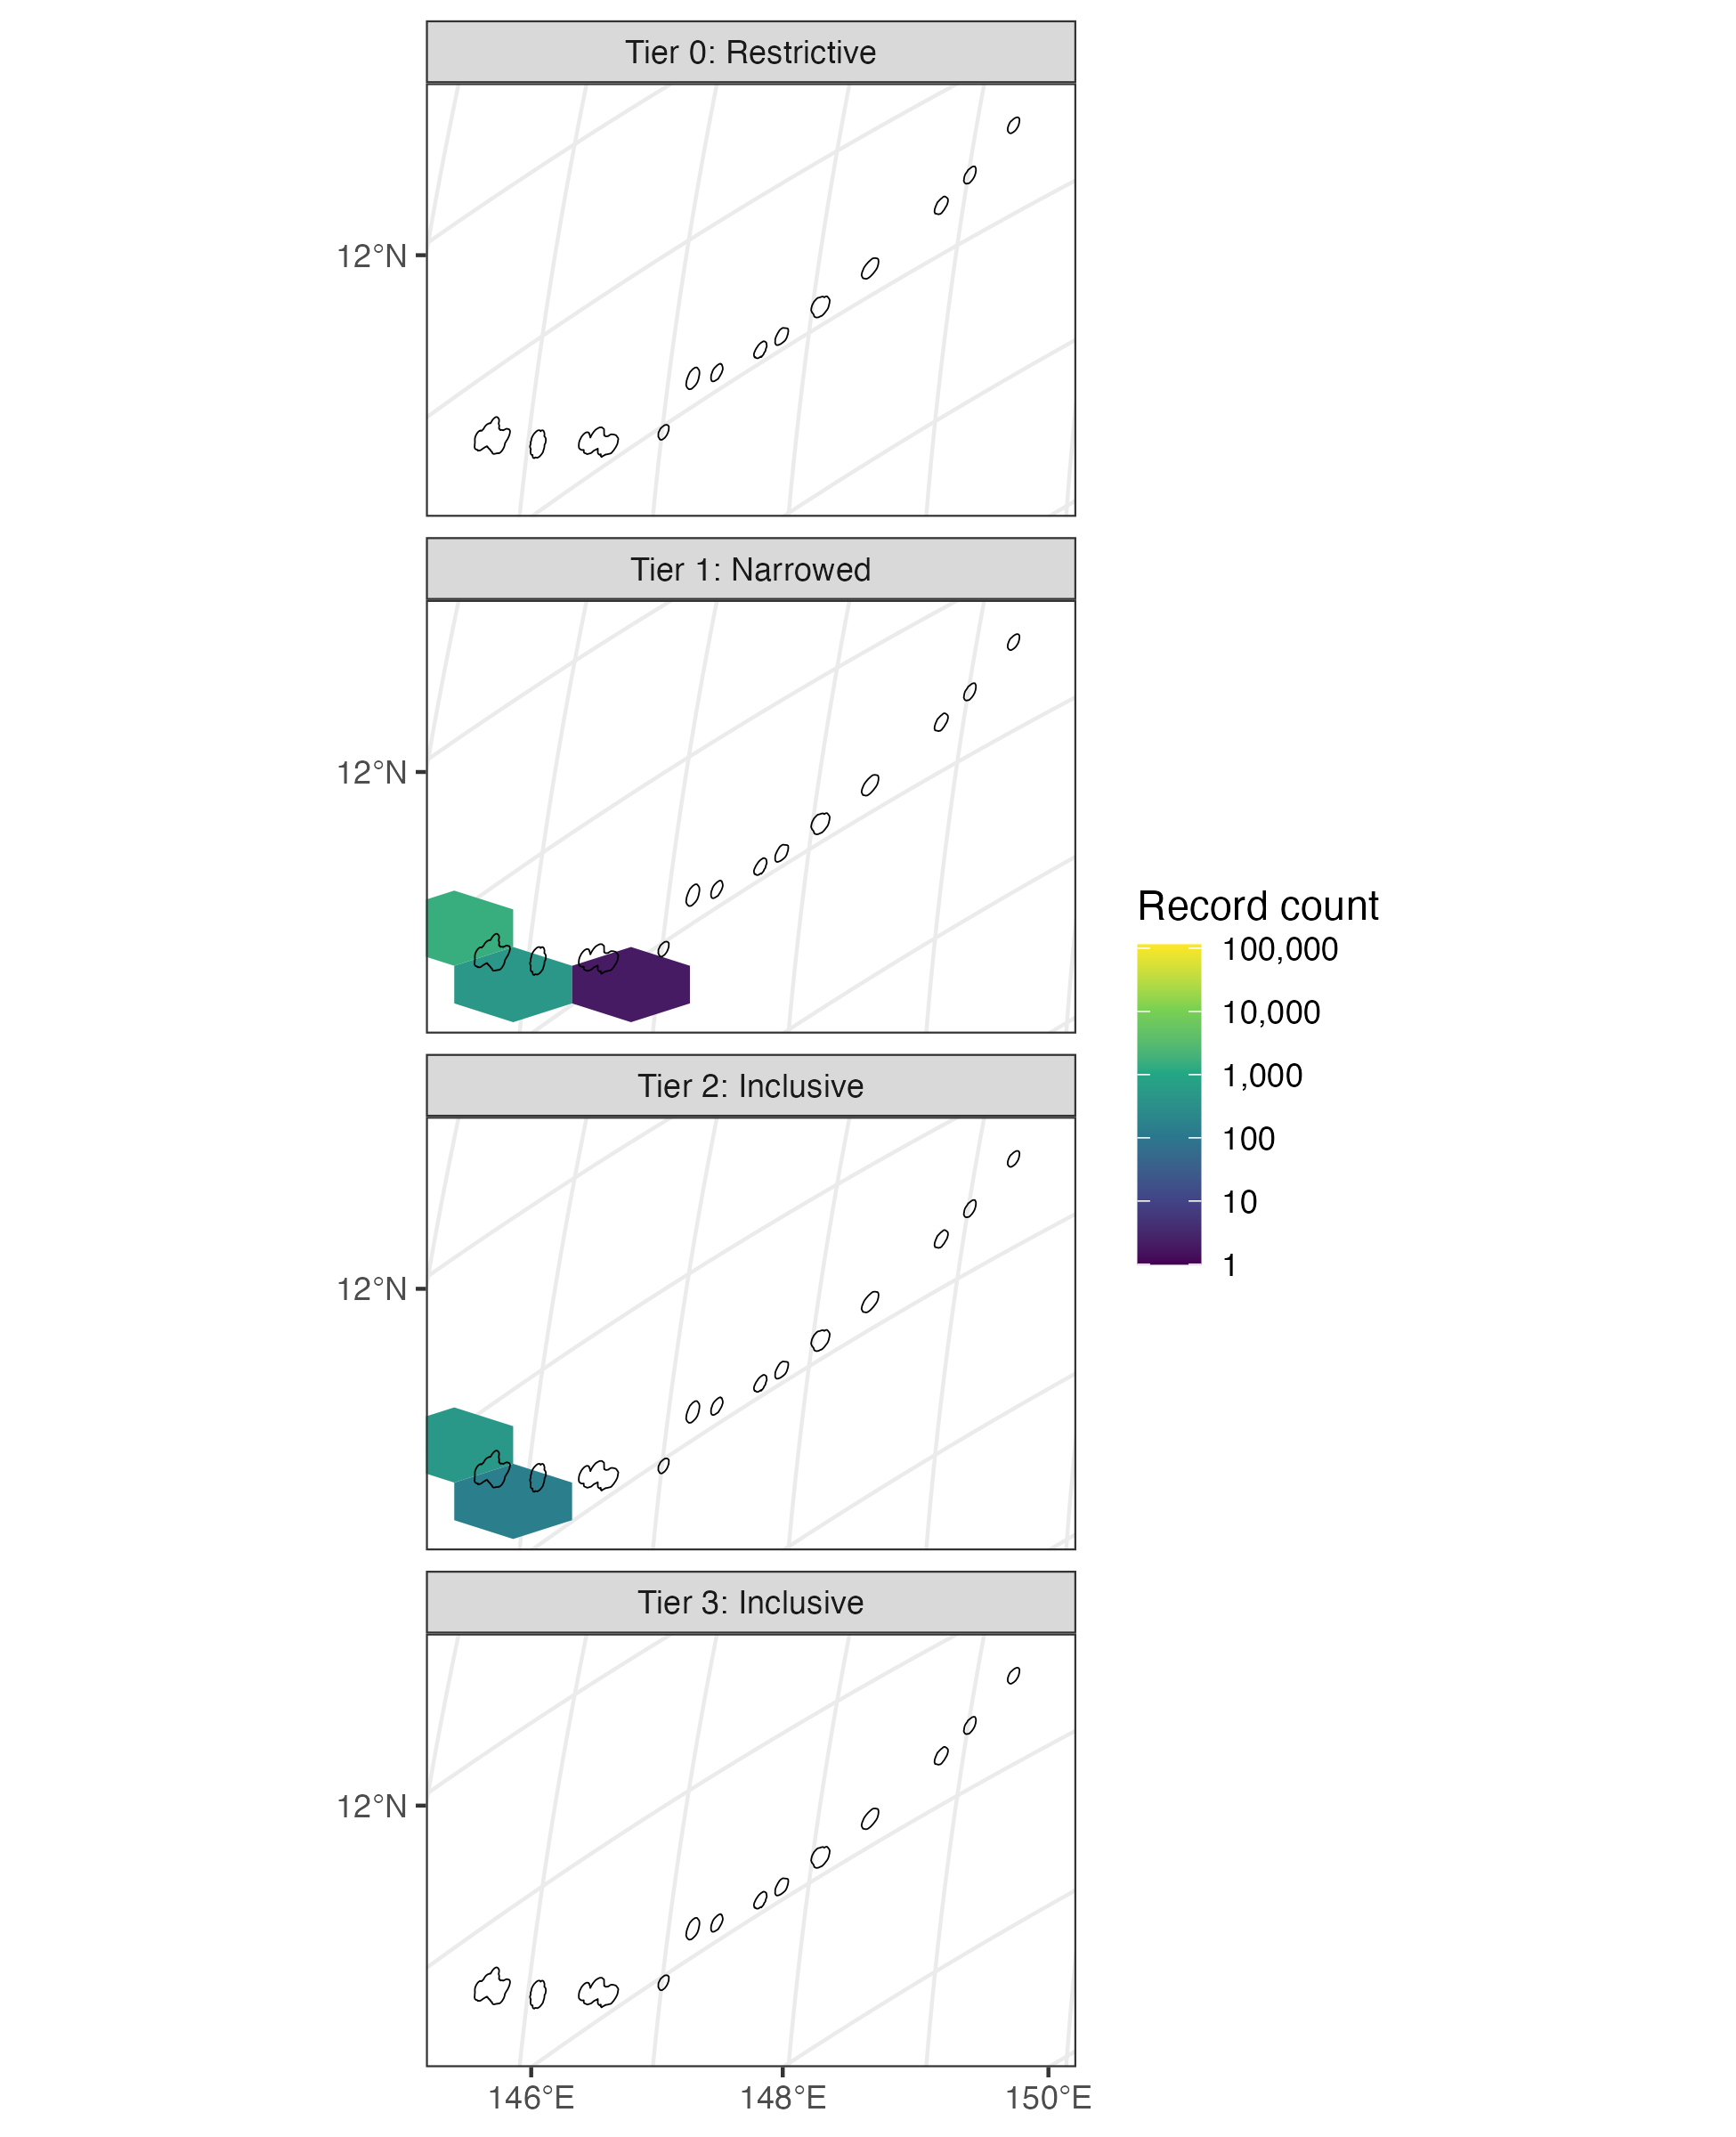 Tier 0: Restrictive
12°N
Tier 1: Narrowed
12°N
Tier 2: Inclusive
12°N
Tier 3: Inclusive
12°N
146°E
148°E
150°E
Record count
100,000
10,000
1,000
100
10
1